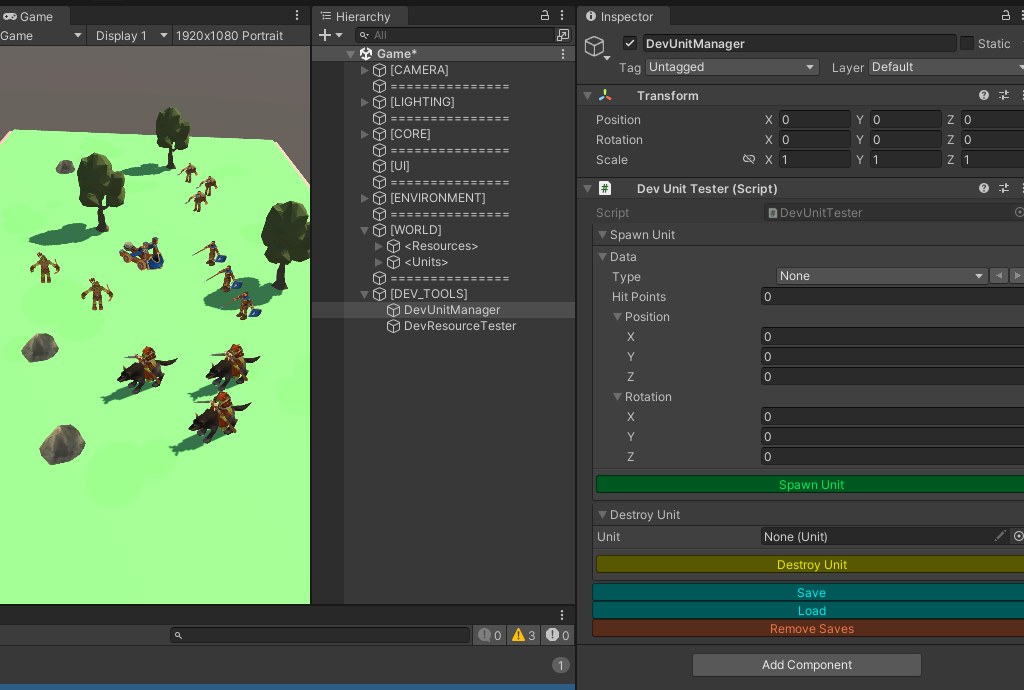 Game
Game
Display 1
1920x1080 Portrait
Hierarchy
All
Game*
[CAMERA]
================
[LIGHTING]
================
[CORE]
================
[UI]
================
[ENVIRONMENT]
================
[WORLD]
<Resources>
<Units>
================
[DEV_TOOLS]
DevUnitManager
DevResourceTester
0
3
0
1
Inspector
DevUnitManager
Static
Tag Untagged
Layer Default
Transform
Position X 0 Y 0 Z 0
Rotation X 0 Y 0 Z 0
Scale X 1 Y 1 Z 1
# Dev Unit Tester (Script)
Script # DevUnitTester
Spawn Unit
Data
Type None
Hit Points 0
Position
X 0
Y 0
Z 0
Rotation
X 0
Y 0
Z 0
Spawn Unit
Destroy Unit
Unit None (Unit)
Destroy Unit
Save
Load
Remove Saves
Add Component